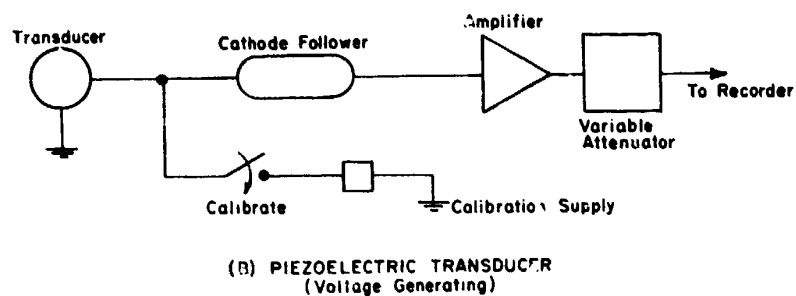 Transducer
Cathode Follower
Amplifier
Variable
Attenuator
To Recorder
Calibrate
Calibration Supply
(B) PIEZOELECTRIC TRANSDUCER
(Voltage Generating)